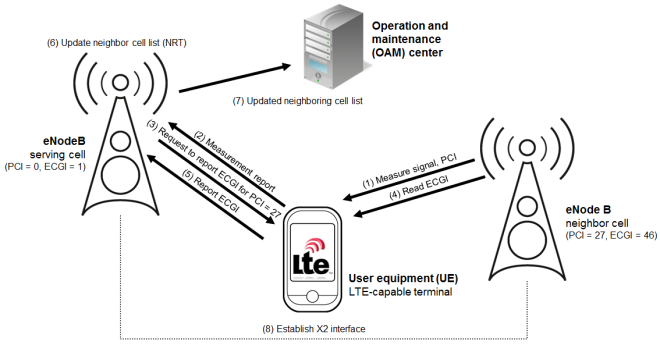 (6) Update neighbor cell list (NRT)
Operation and
maintenance
(OAM) center
(7) Updated neighboring cell list
eNodeB
serving cell
(PCI = 0, ECGI = 1)
(2) Measurement report
(3) Request to report ECGI for PCI = 27
(5) Report ECGI
(1) Measure signal, PCI
(4) Read ECGI
eNode B
neighbor cell
(PCI = 27, ECGI = 46)
Lte
User equipment (UE)
LTE-capable terminal
(8) Establish X2 interface